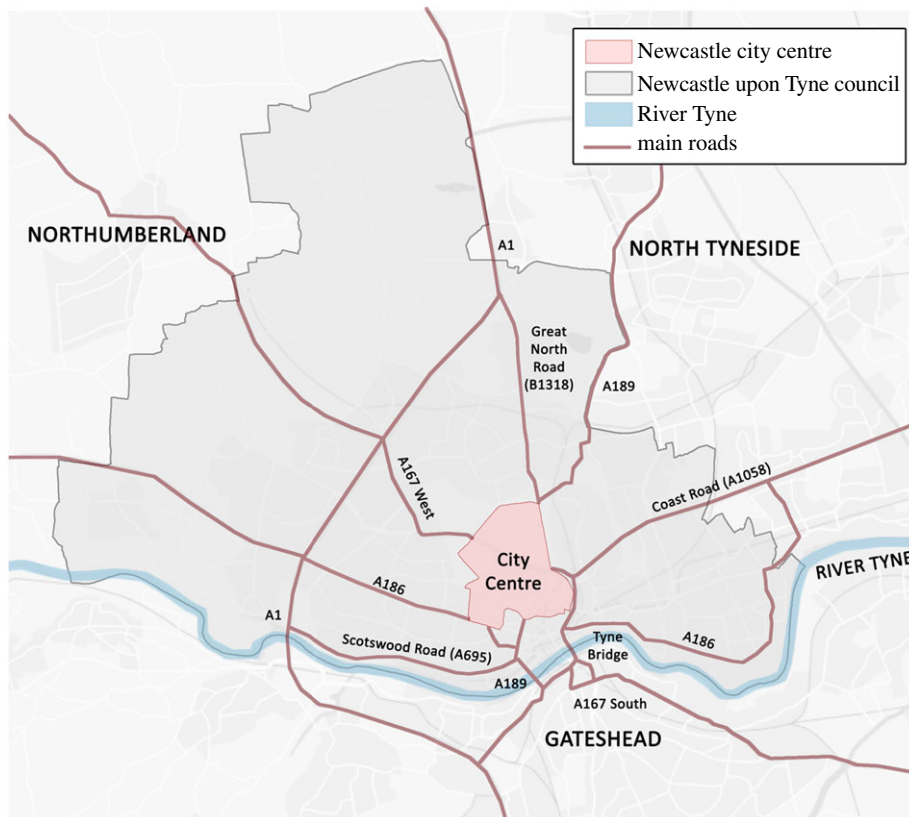 Newcastle city centre
Newcastle upon Tyne council
River Tyne
main roads
NORTHUMBERLAND
A1
NORTH TYNESIDE
Great
North
Road
(B1318)
A189
A167 West
Coast Road (A1058)
City
Centre
RIVER TYNE
A186
A1
Scotswood Road (A695)
Tyne
Bridge
A186
A189
A167 South
GATESHEAD